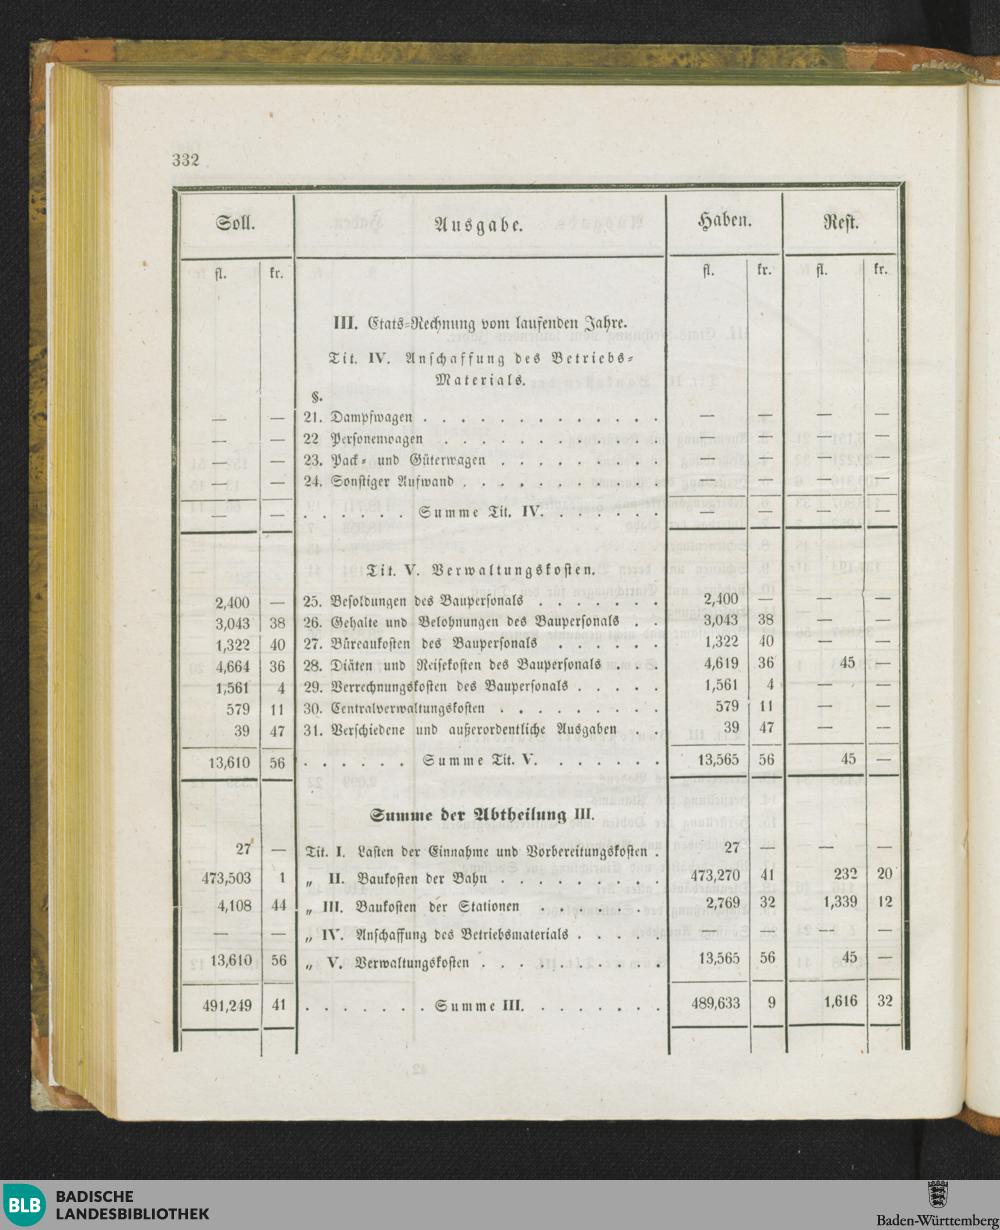 332
Soll. Ausgabe. Haben. Rest.
fl. kr. fl. kr. fl. kr.
III. Etats-Rechnung vom laufenden Jahre.
Tit. IV. Anschaffung des Betriebs-
Materials.
§.
— — 21. Dampfwagen . . . . . . . . . . . . . — — — —
— — 22 Personenwagen . . . . . . . . . . . . — — — —
— — 23. Pack- und Güterwagen . . . . . . . . . — — — —
— — 24. Sonstiger Aufwand . . . . . . . . . . . — — — —
— — . . . . . . Summe Tit. IV. . . . . . . — — — —
Tit. V. Verwaltungskosten.
2,400 — 25. Besoldungen des Baupersonals . . . . . . . 2,400 — — —
3,043 38 26. Gehalte und Belohnungen des Baupersonals . . 3,043 38 — —
1,322 40 27. Büreaukosten des Baupersonals . . . . . . 1,322 40 — —
4,664 36 28. Diäten und Reisekosten des Baupersonals . . . 4,619 36 45 —
1,561 4 29. Verrechnungskosten des Baupersonals . . . . . 1,561 4 — —
579 11 30. Centralverwaltungskosten . . . . . . . . . 579 11 — —
39 47 31. Verschiedene und außerordentliche Ausgaben . . 39 47 — —
13,610 56 . . . . . . Summe Tit. V. . . . . . . 13,565 56 45 —
Summe der Abtheilung III.
27 — Tit. I. Lasten der Einnahme und Vorbereitungskosten . 27 — — —
473,503 1 „ II. Baukosten der Bahn . . . . . . . . . 473,270 41 232 20
4,108 44 „ III. Baukosten der Stationen . . . . . . . 2,769 32 1,339 12
— — „ IV. Anschaffung des Betriebsmaterials . . . . . — — — —
13,610 56 „ V. Verwaltungskosten . . . . . . . . . . 13,565 56 45 —
491,249 41 . . . . . . . Summe III. . . . . . . . 489,633 9 1,616 32
BLB BADISCHE
LANDESBIBLIOTHEK
Baden-Württemberg